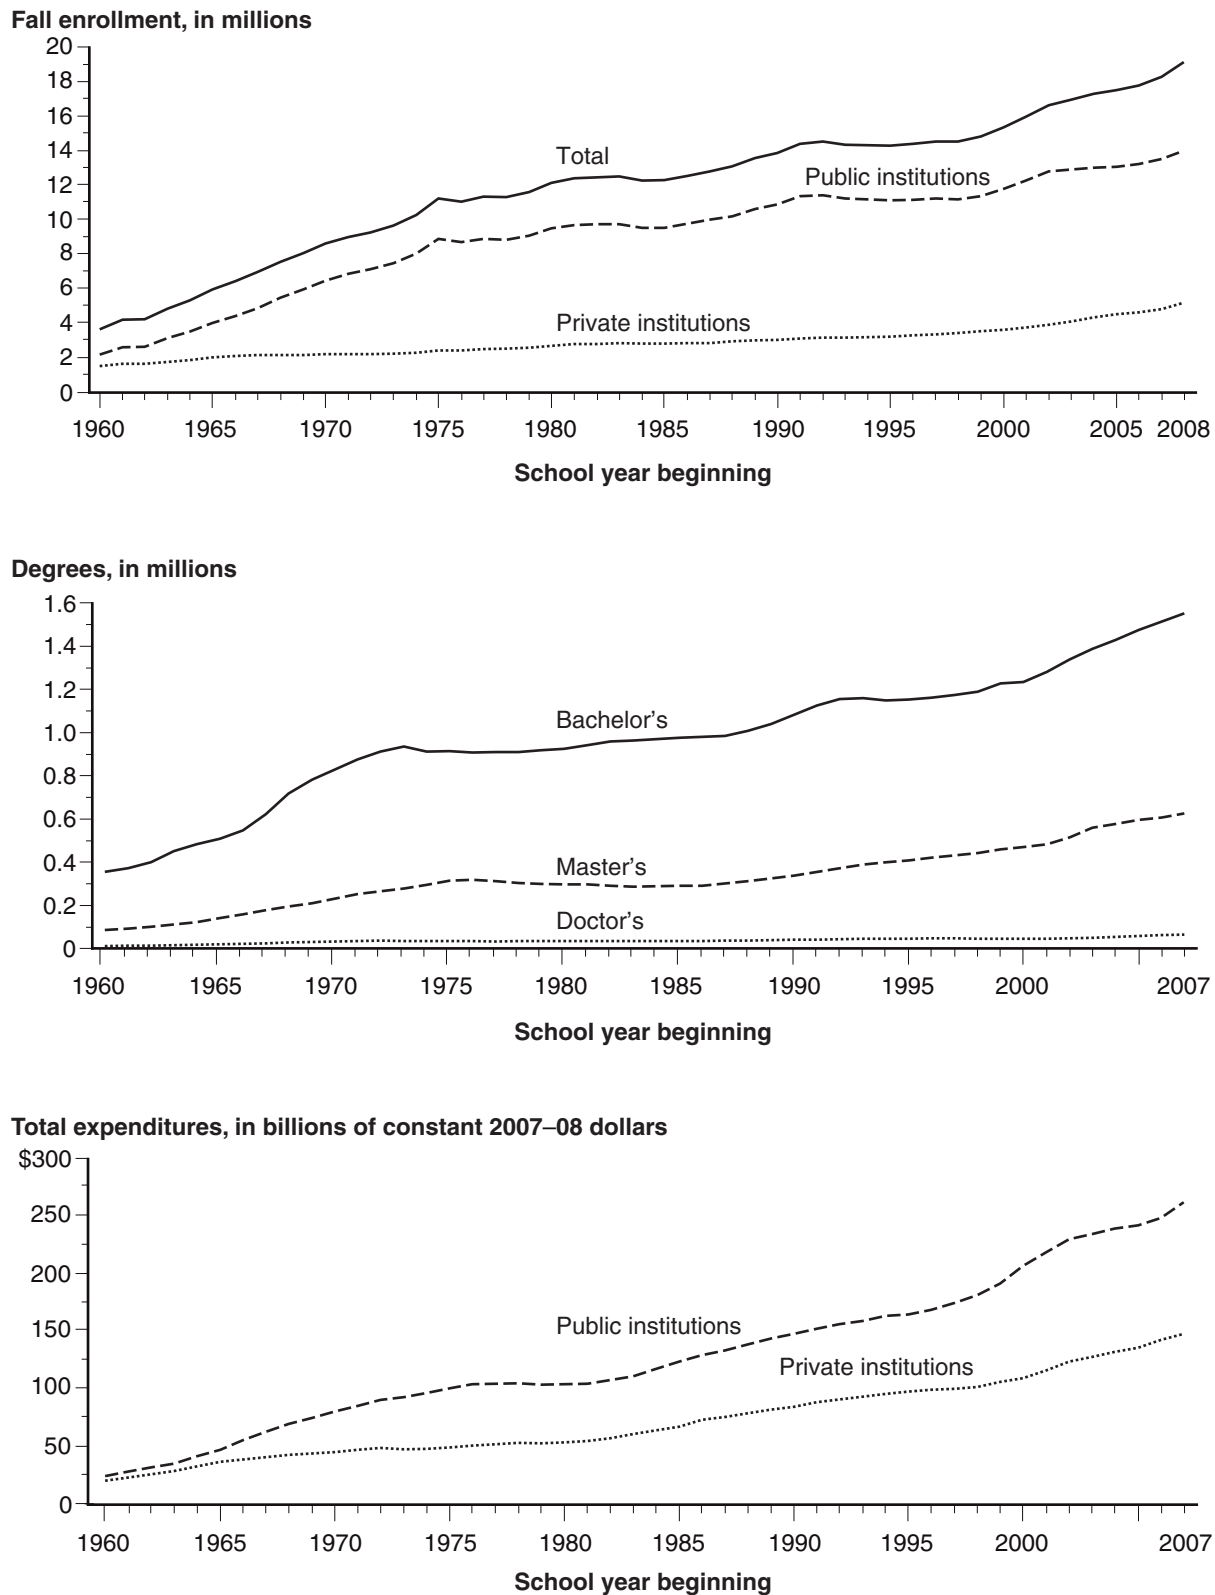 Fall enrollment, in millions
20
18
16
14
12
10
8
6
4
2
0
Total
Public institutions
Private institutions
1960 1965 1970 1975 1980 1985 1990 1995 2000 2005 2008
School year beginning
Degrees, in millions
1.6
1.4
1.2
1.0
0.8
0.6
0.4
0.2
0
Bachelor’s
Master’s
Doctor’s
1960 1965 1970 1975 1980 1985 1990 1995 2000 2007
School year beginning
Total expenditures, in billions of constant 2007–08 dollars
$300
250
200
150
100
50
0
Public institutions
Private institutions
1960 1965 1970 1975 1980 1985 1990 1995 2000 2007
School year beginning